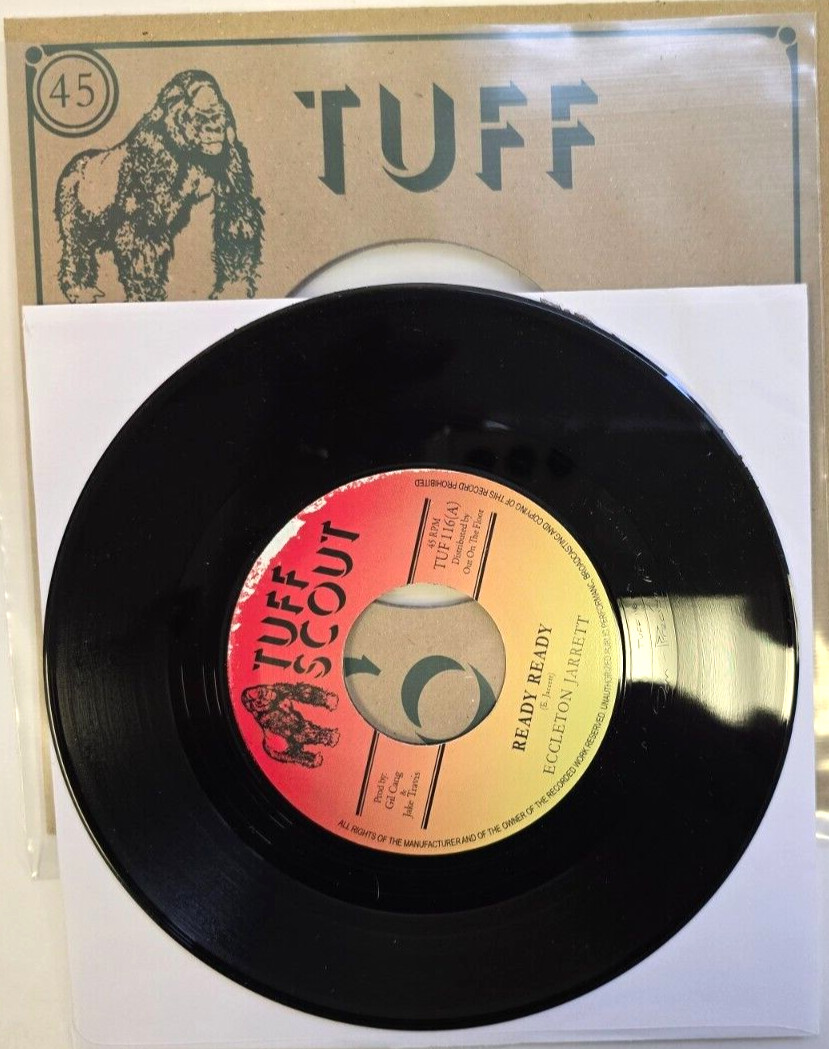 45
TUFF
TUFF
SCOUT
45 RPM
TUF 116(A)
Distributed by
Out On The Floor
Prod by:
Gil Cang
&
Jake Travis
READY READY
(E. Jarrett)
ECCLETON JARRETT
ALL RIGHTS OF THE MANUFACTURER AND OF THE OWNER OF THE RECORDED WORK RESERVED. UNAUTHORISED PUBLIC PERFORMANC, BROADCASTING AND COPYING OF THIS RECORD PROHIBITED